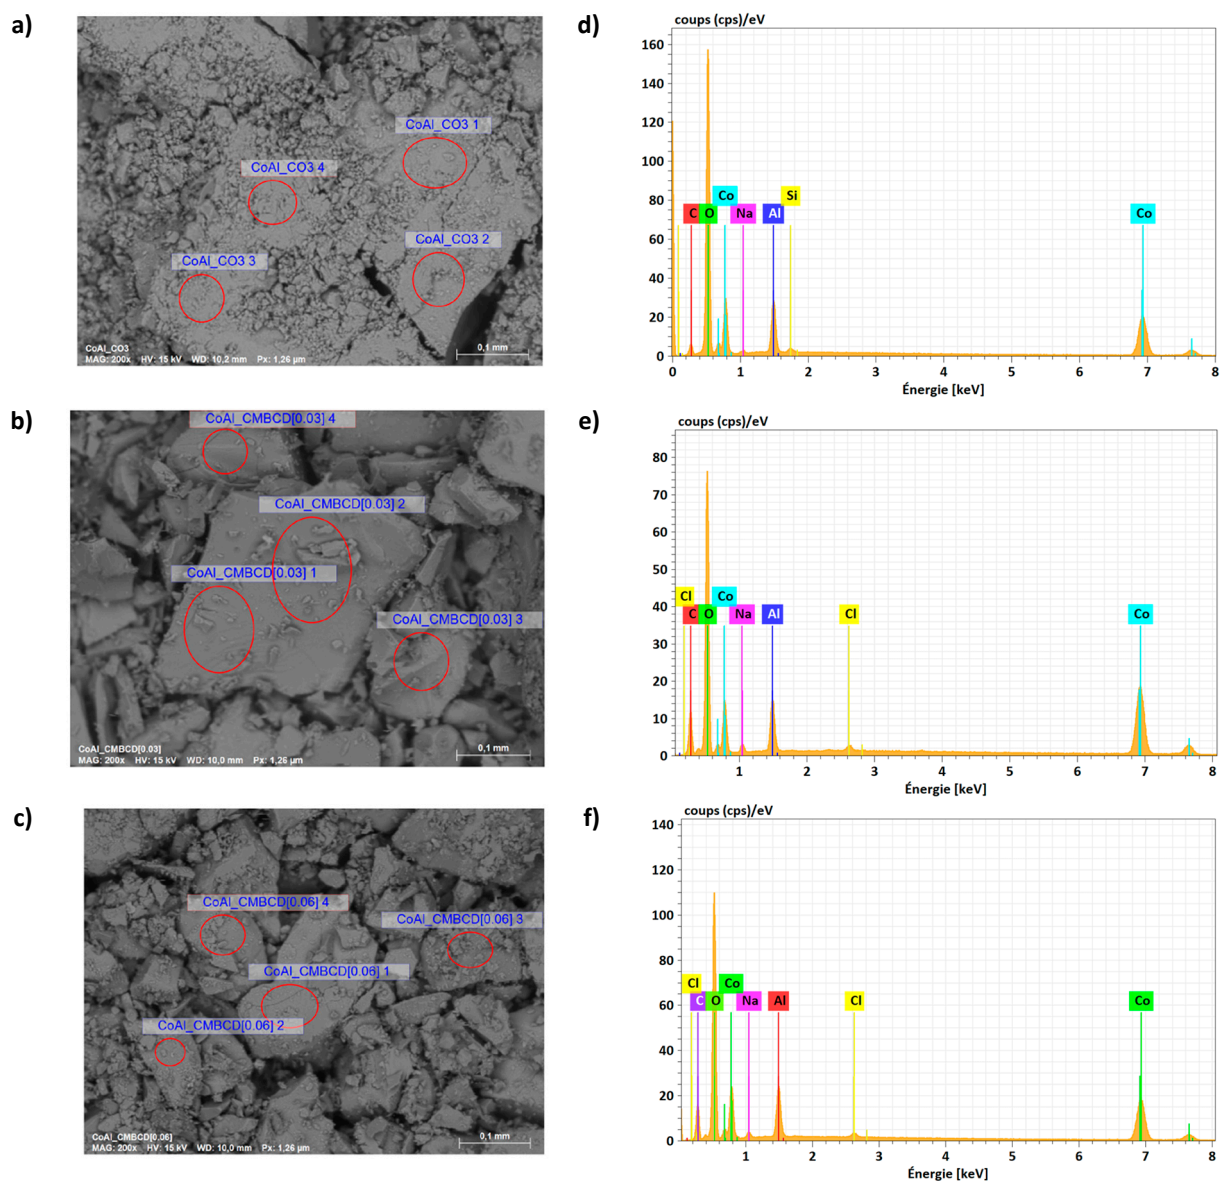 a)
CoAl_CO3 1
CoAl_CO3 4
CoAl_CO3 2
CoAl_CO3 3
CoAl_CO3
MAG: 200x HV: 15 kV WD: 10,2 mm Px: 1,26 µm
0,1 mm
d)
coups (cps)/eV
160
140
120
100
80
60
40
20
0
C O Co Na Al Si Co
0 1 2 3 4 5 6 7 8
Énergie [keV]
b)
CoAl_CMBCD[0.03] 4
CoAl_CMBCD[0.03] 2
CoAl_CMBCD[0.03] 1
CoAl_CMBCD[0.03] 3
CoAl_CMBCD[0.03]
MAG: 200x HV: 15 kV WD: 10,0 mm Px: 1,26 µm
0,1 mm
e)
coups (cps)/eV
80
70
60
50
40
30
20
10
0
Cl C O Co Na Al Cl Co
1 2 3 4 5 6 7 8
Énergie [keV]
c)
CoAl_CMBCD[0.06] 4
CoAl_CMBCD[0.06] 3
CoAl_CMBCD[0.06] 1
CoAl_CMBCD[0.06] 2
CoAl_CMBCD[0.06]
MAG: 200x HV: 15 kV WD: 10,0 mm Px: 1,26 µm
0,1 mm
f)
coups (cps)/eV
140
120
100
80
60
40
20
0
Cl C O Co Na Al Cl Co
1 2 3 4 5 6 7 8
Énergie [keV]